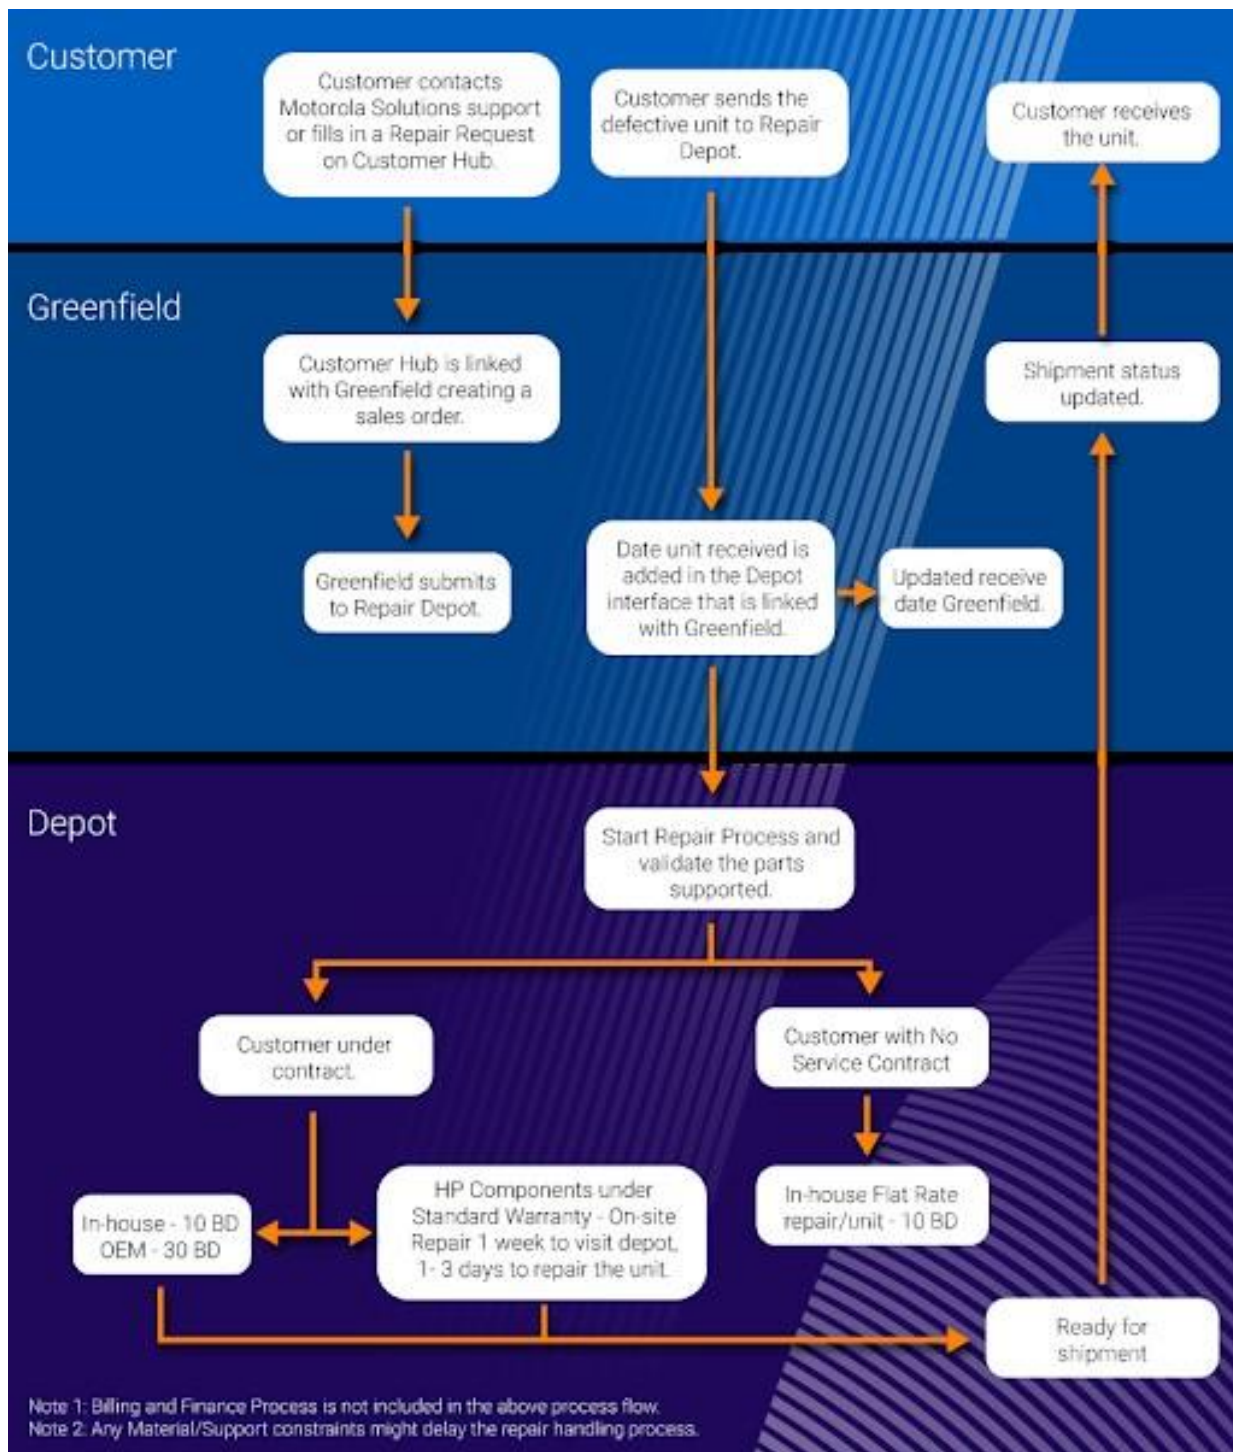 Customer
Customer contacts
Motorola Solutions support
or fills in a Repair Request
on Customer Hub.
Customer sends the
defective unit to Repair
Depot.
Customer receives
the unit.
Greenfield
Customer Hub is linked
with Greenfield creating a
sales order.
Shipment status
updated.
Greenfield submits
to Repair Depot.
Date unit received is
added in the Depot
interface that is linked
with Greenfield.
Updated receive
date Greenfield.
Depot
Start Repair Process and
validate the parts
supported.
Customer under
contract.
Customer with No
Service Contract
In-house - 10 BD
OEM - 30 BD
HP Components under
Standard Warranty - On-site
Repair 1 week to visit depot,
1- 3 days to repair the unit.
In-house Flat Rate
repair/unit - 10 BD
Ready for
shipment
Note 1: Billing and Finance Process is not included in the above process flow.
Note 2: Any Material/Support constraints might delay the repair handling process.